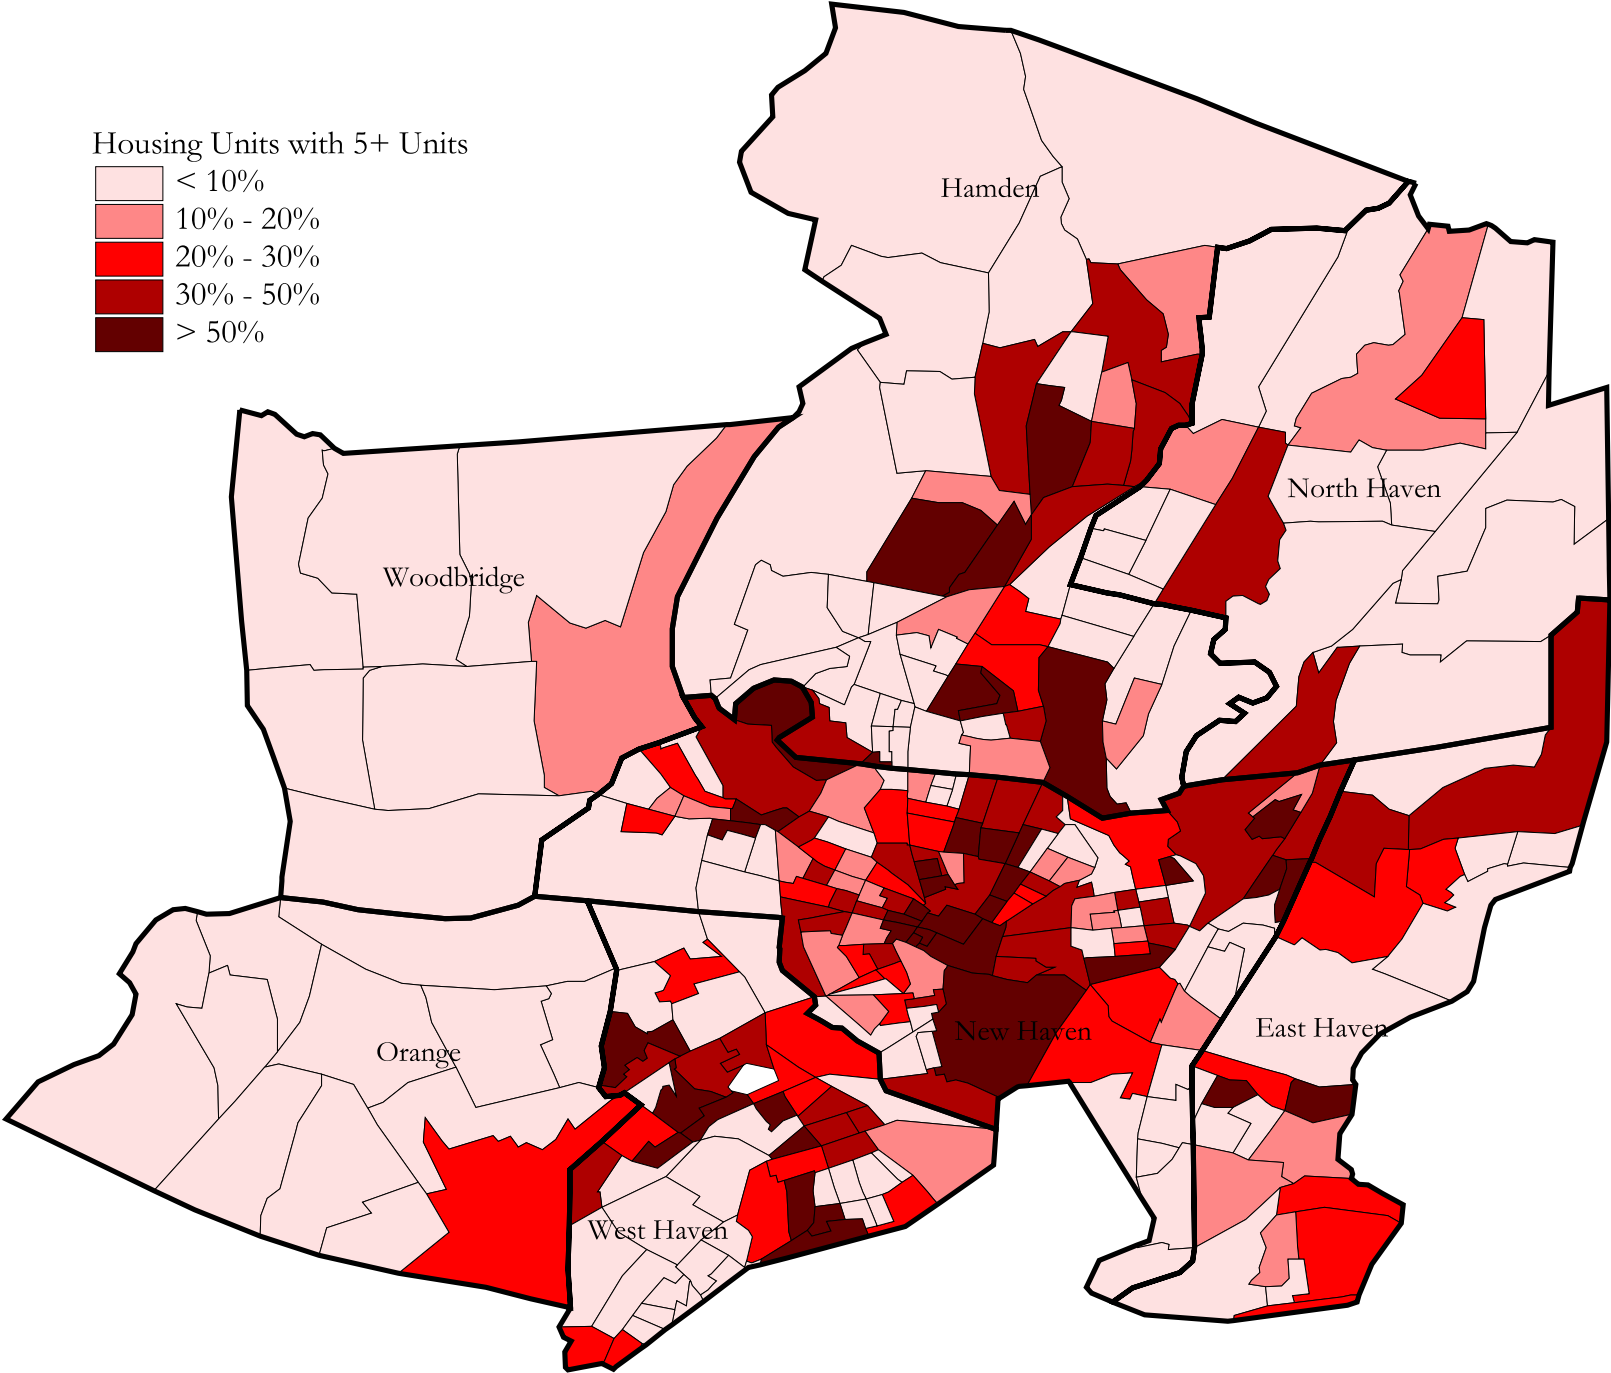 Housing Units with 5+ Units
< 10%
10% - 20%
20% - 30%
30% - 50%
> 50%
Hamden
North Haven
Woodbridge
New Haven
East Haven
Orange
West Haven